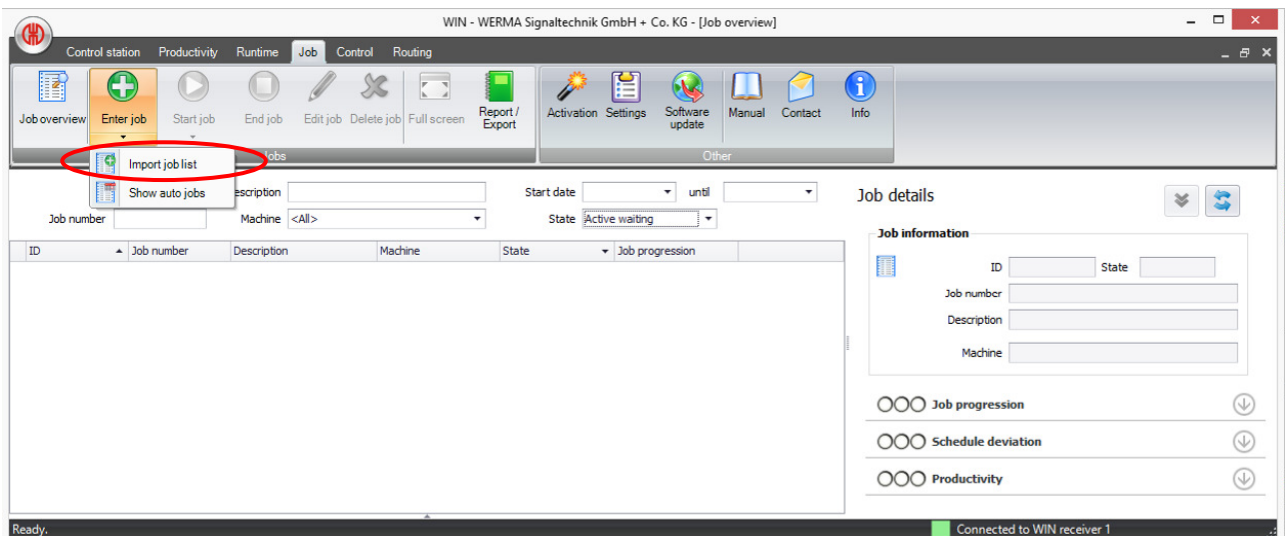 WIN - WERMA Signaltechnik GmbH + Co. KG - [Job overview]
Control station Productivity Runtime Job Control Routing
Job overview Enter job Start job End job Edit job Delete job Full screen Report / Export Activation Settings Software update Manual Contact Info
Jobs Other
Import job list
Show auto jobs
escription Start date until
Job number Machine <All> State Active waiting
ID Job number Description Machine State Job progression
Job details
Job information
ID State
Job number
Description
Machine
Job progression
Schedule deviation
Productivity
Ready. Connected to WIN receiver 1